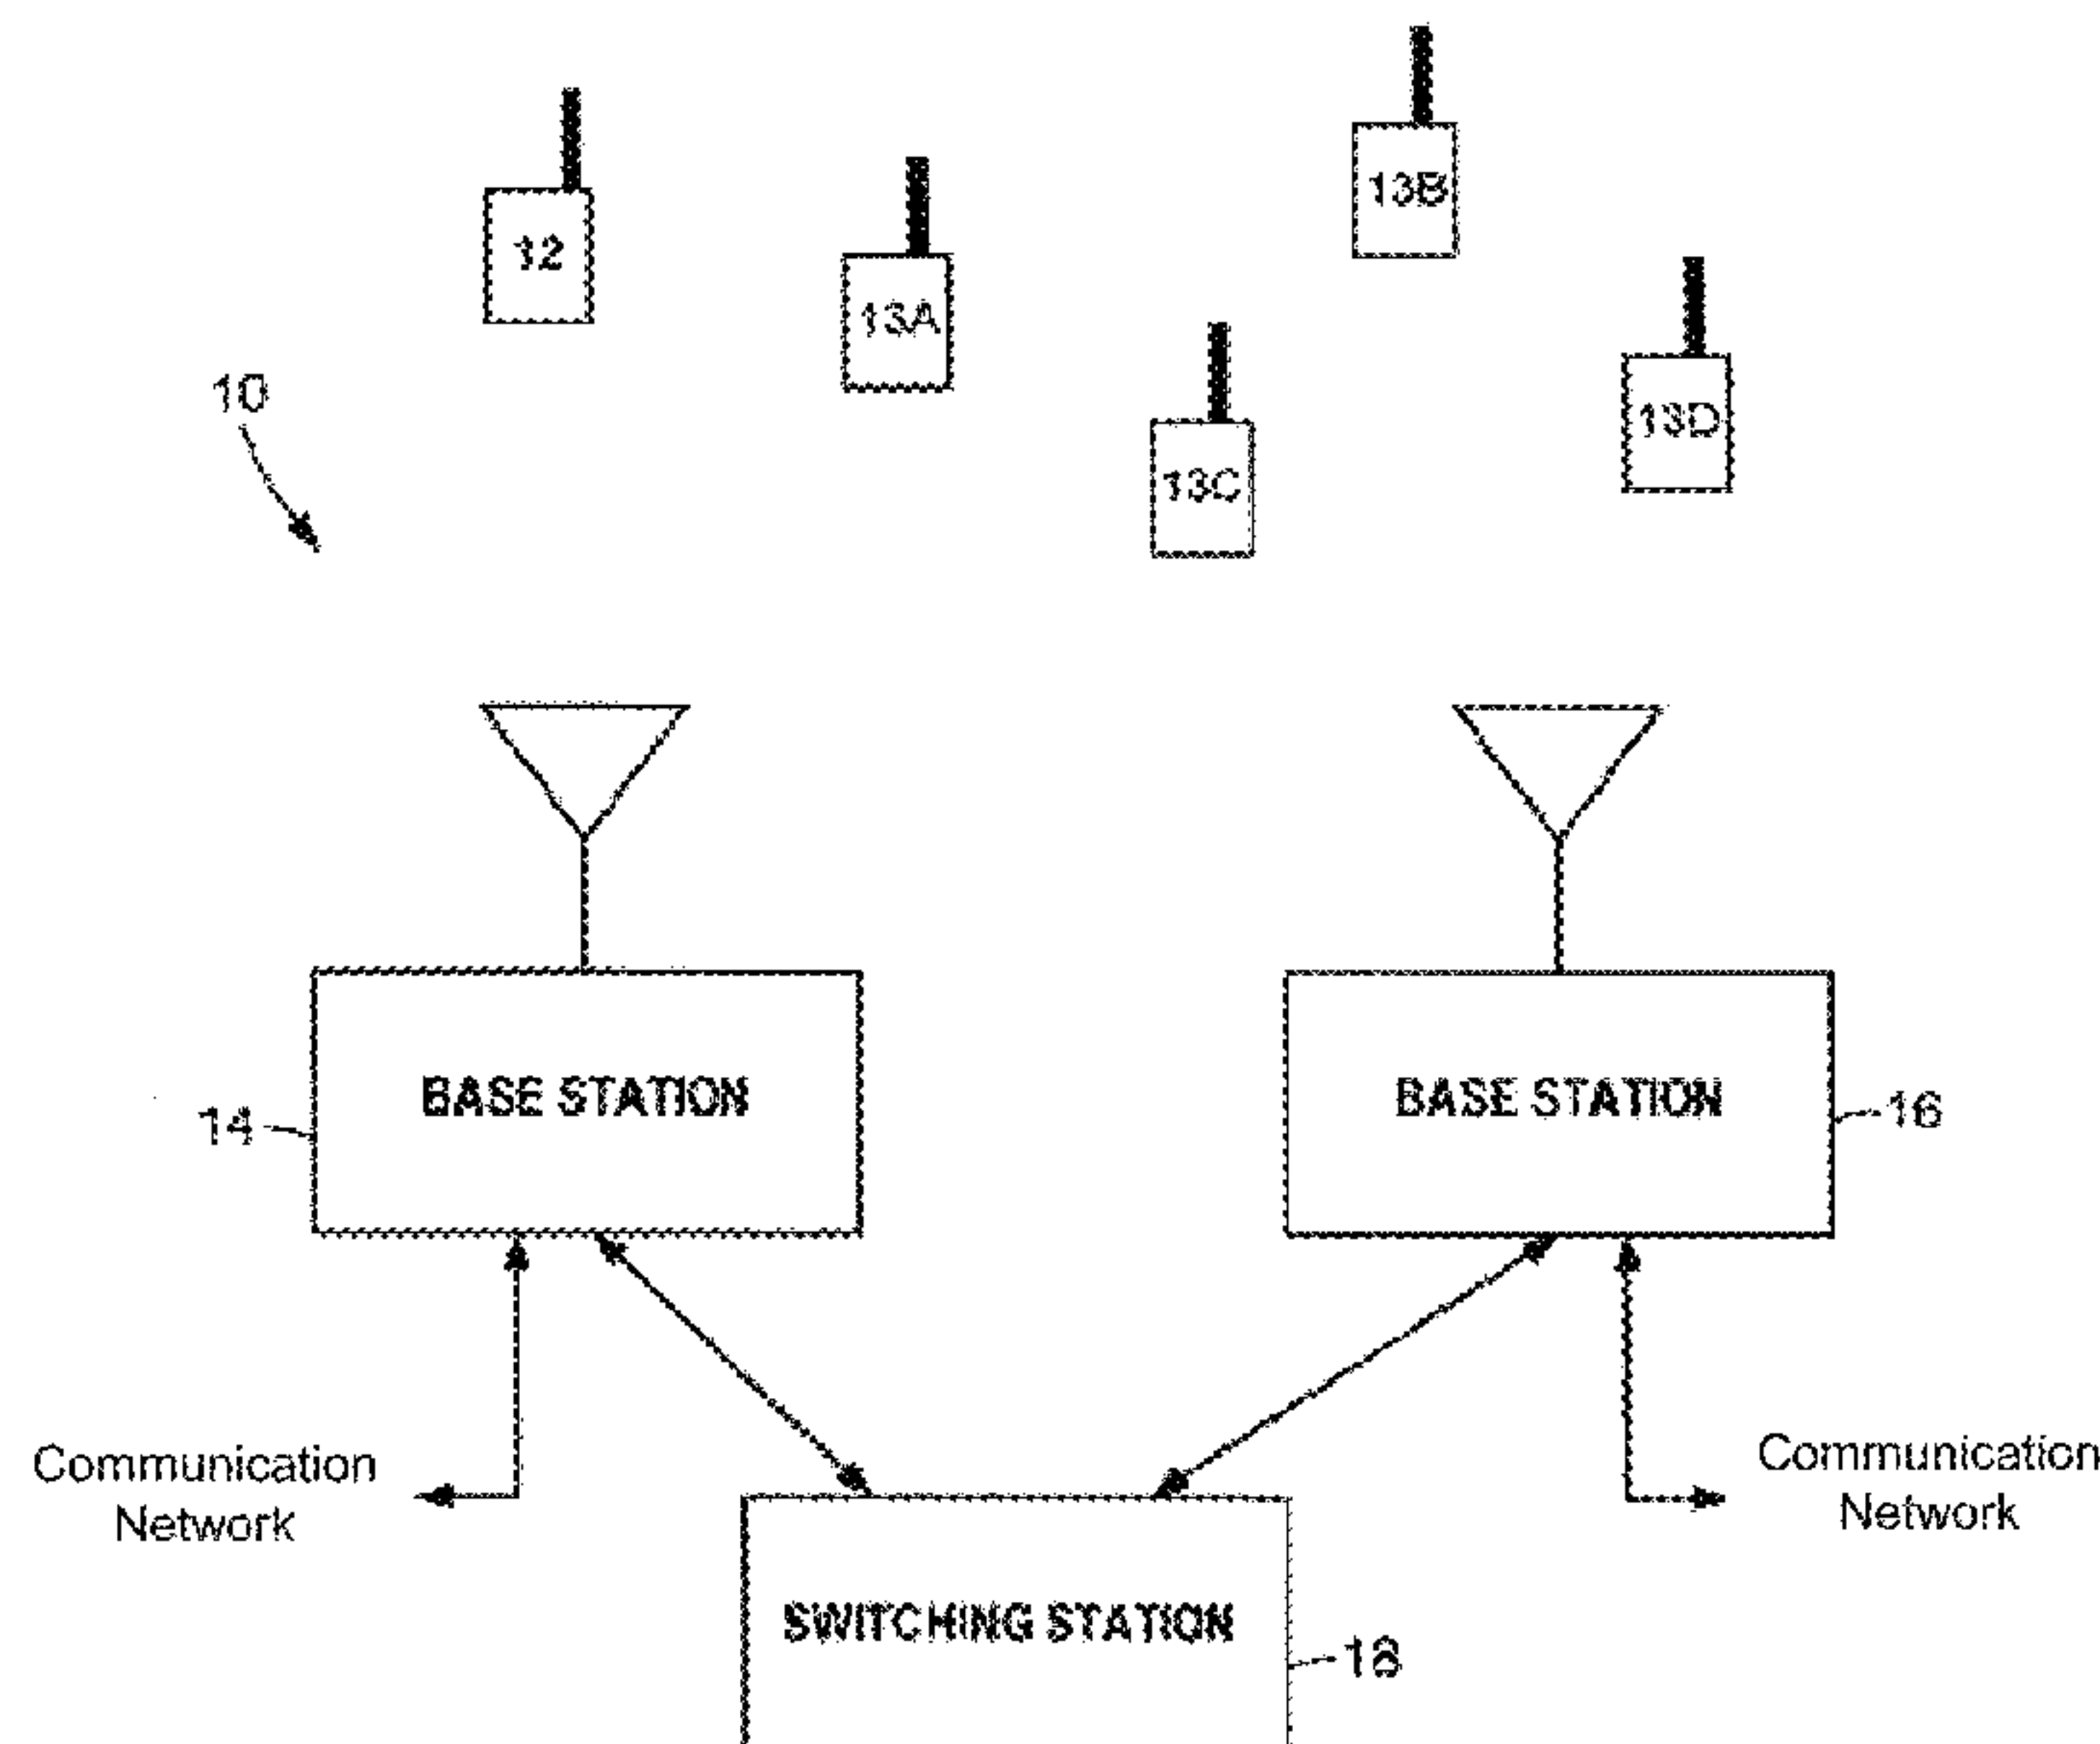 13B
12
13A
10
13D
13C
BASE STATION
BASE STATION
14
16
Communication
Network
Communication
Network
SWITCHING STATION
18